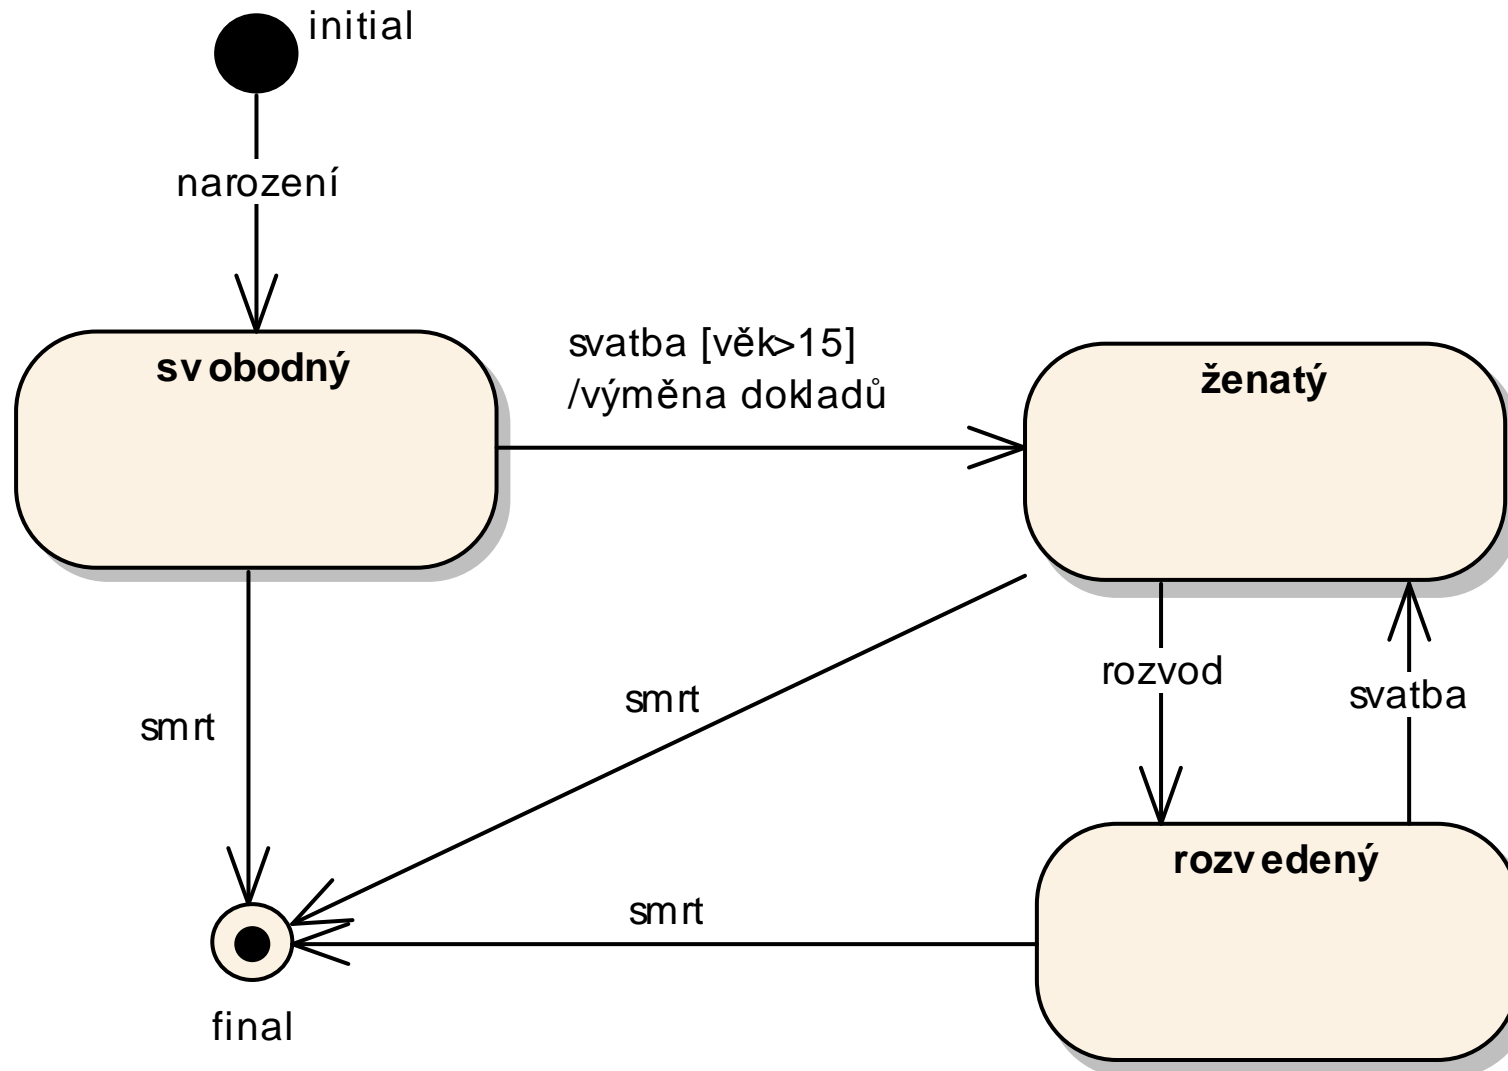 initial
narození
svobodný
svatba [věk>15]
/výměna dokladů
ženatý
rozvod
svatba
smrt
smrt
rozvedený
smrt
final